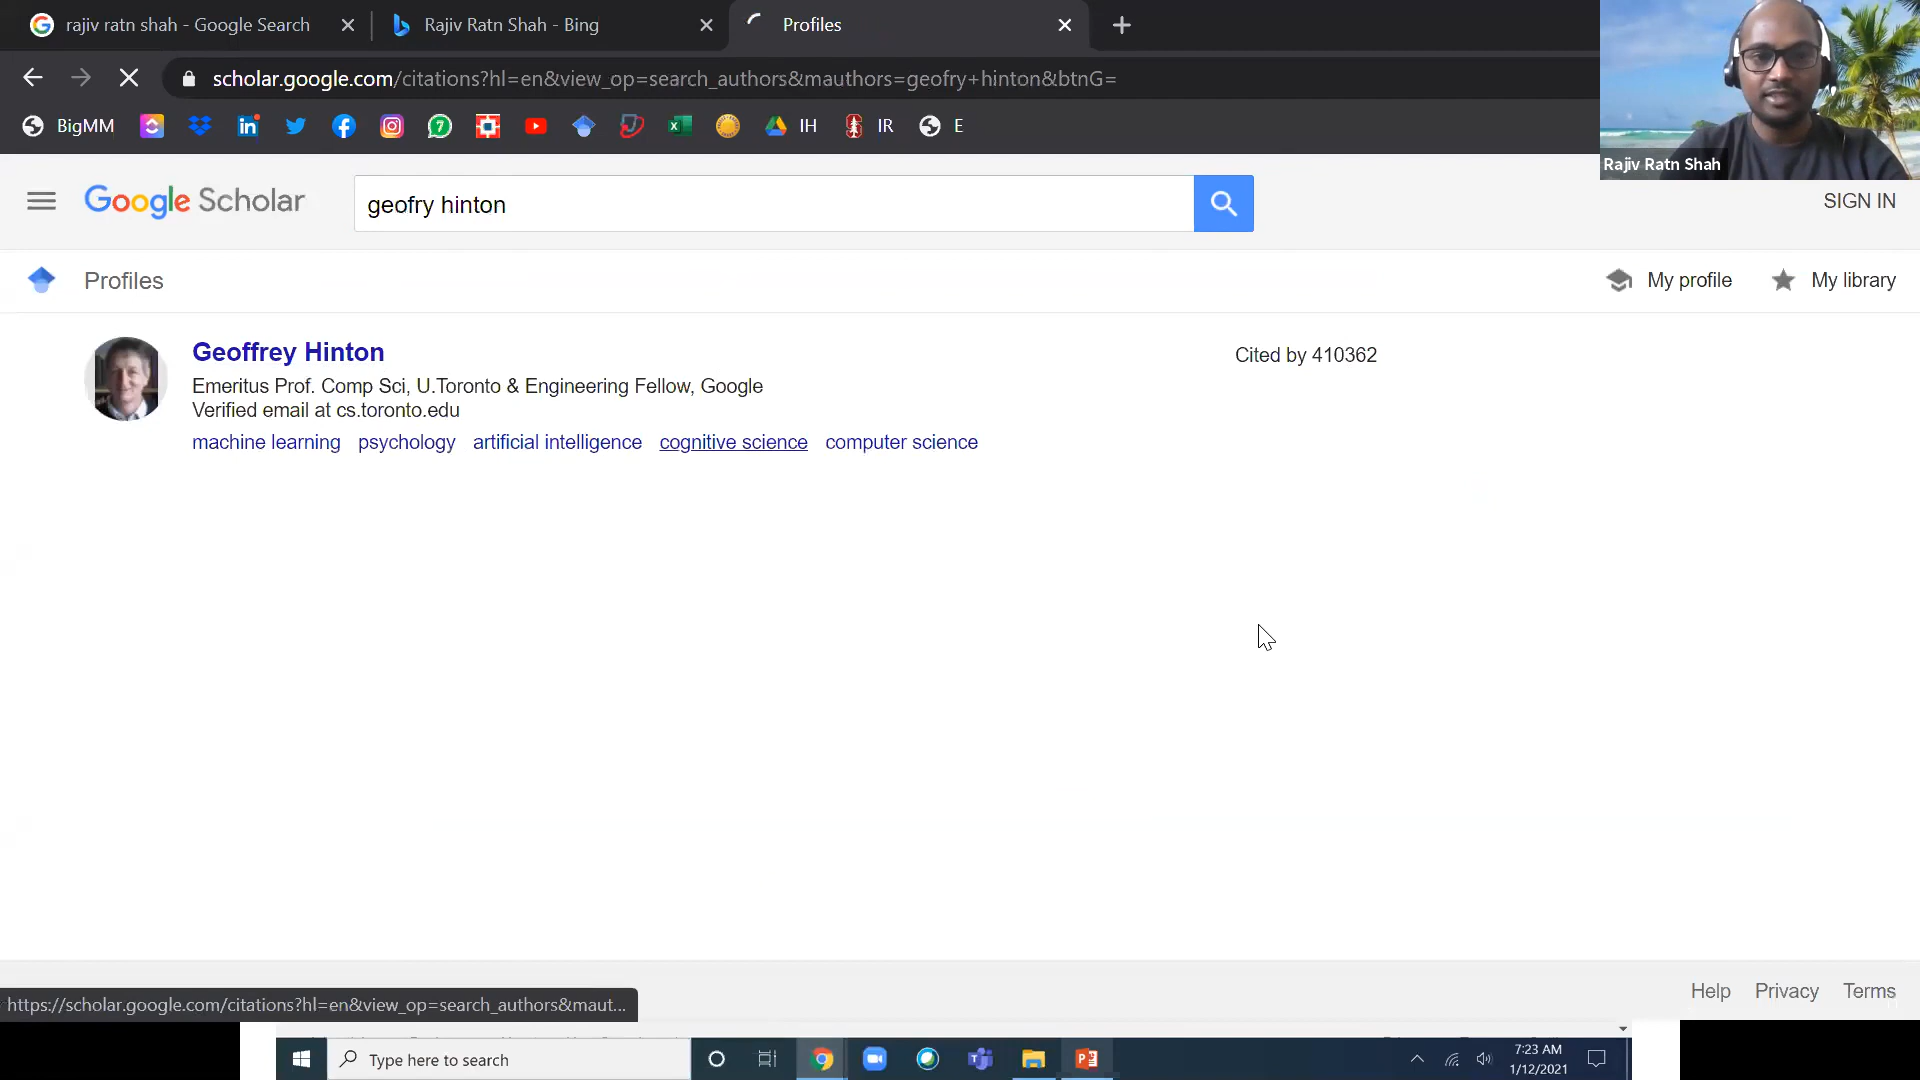 rajiv ratn shah - Google Search
Rajiv Ratn Shah - Bing
Profiles
scholar.google.com/citations?hl=en&view_op=search_authors&mauthors=geofry+hinton&btnG=
BigMM
7
IH
IR
E
Rajiv Ratn Shah
Google Scholar
geofry hinton
SIGN IN
Profiles
My profile
My library
Geoffrey Hinton
Cited by 410362
Emeritus Prof. Comp Sci, U.Toronto & Engineering Fellow, Google
Verified email at cs.toronto.edu
machine learning psychology artificial intelligence cognitive science computer science
Help Privacy Terms
https://scholar.google.com/citations?hl=en&view_op=search_authors&maut...
Type here to search
7:23 AM
1/12/2021